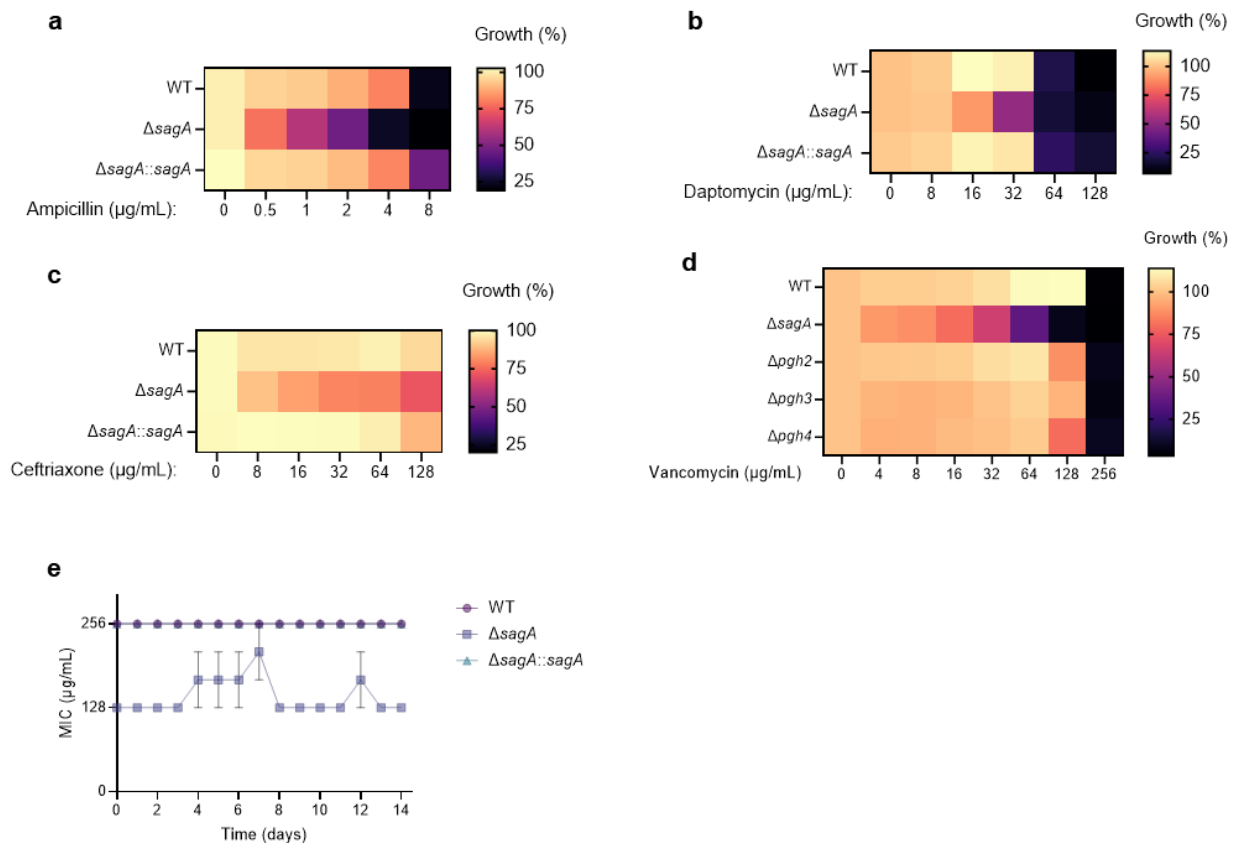 a
Growth (%)
WT
ΔsagA
ΔsagA::sagA
100
75
50
25
0 0.5 1 2 4 8
Ampicillin (µg/mL):
b
Growth (%)
WT
ΔsagA
ΔsagA::sagA
100
75
50
25
0 8 16 32 64 128
Daptomycin (µg/mL):
c
Growth (%)
WT
ΔsagA
ΔsagA::sagA
100
75
50
25
0 8 16 32 64 128
Ceftriaxone (µg/mL):
d
Growth (%)
WT
ΔsagA
Δpgh2
Δpgh3
Δpgh4
100
75
50
25
Vancomycin (µg/mL) 0 4 8 16 32 64 128 256
e
256
128
0
MIC (µg/mL)
0 2 4 6 8 10 12 14
Time (days)
WT
ΔsagA
ΔsagA::sagA